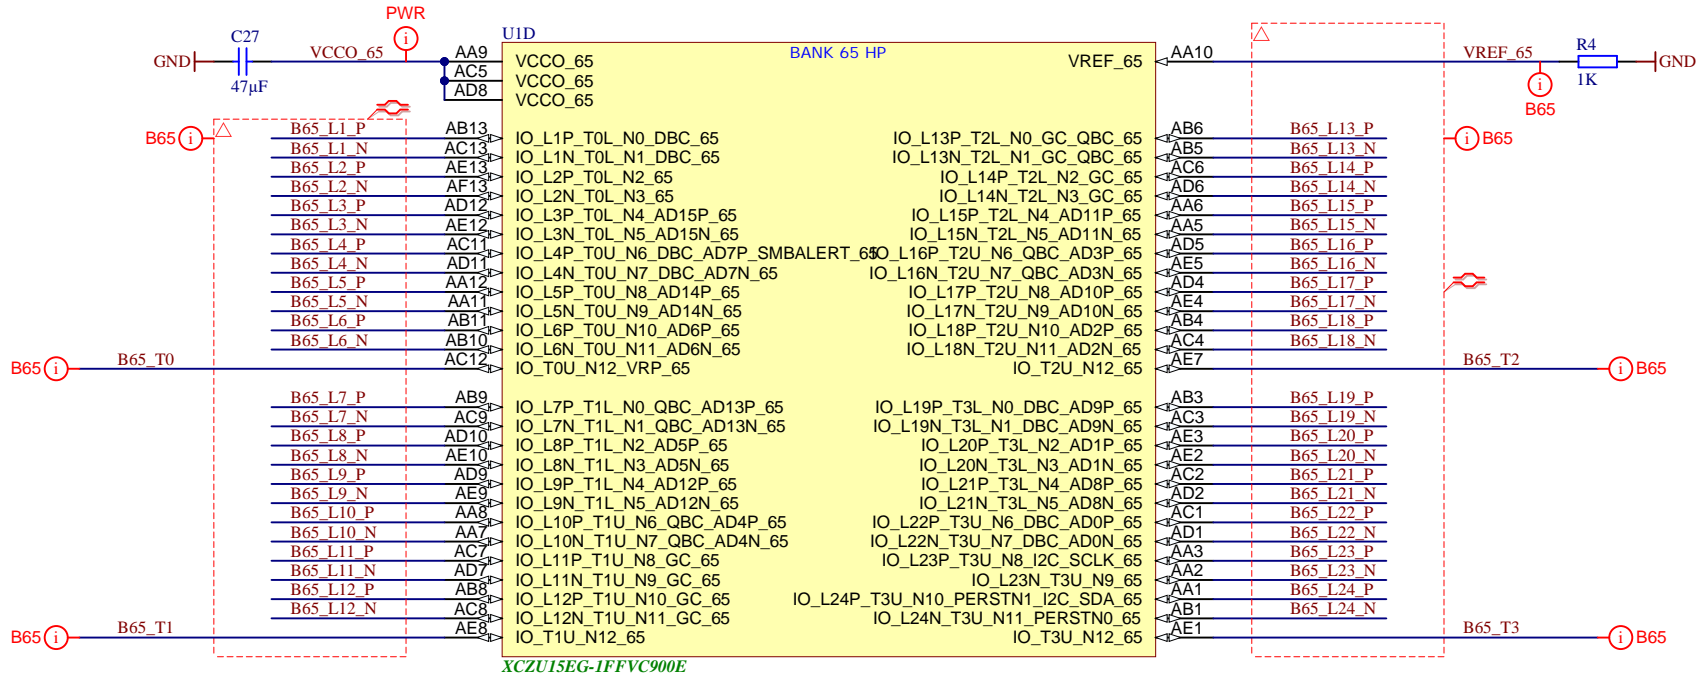 PWR
C27
U1D
R4
GND
VCCO_65
AA9
VCCO_65
BANK 65 HP
VREF_65
AA10
VREF_65
GND
47µF
AC5
VCCO_65
1K
AD8
VCCO_65
B65
B65
B65_L1_P
AB13
IO_L1P_T0L_N0_DBC_65
IO_L13P_T2L_N0_GC_QBC_65
AB6
B65_L13_P
B65
B65_L1_N
AC13
IO_L1N_T0L_N1_DBC_65
IO_L13N_T2L_N1_GC_QBC_65
AB5
B65_L13_N
B65_L2_P
AE13
IO_L2P_T0L_N2_65
IO_L14P_T2L_N2_GC_65
AC6
B65_L14_P
B65_L2_N
AF13
IO_L2N_T0L_N3_65
IO_L14N_T2L_N3_GC_65
AD6
B65_L14_N
B65_L3_P
AD12
IO_L3P_T0L_N4_AD15P_65
IO_L15P_T2L_N4_AD11P_65
AA6
B65_L15_P
B65_L3_N
AE12
IO_L3N_T0L_N5_AD15N_65
IO_L15N_T2L_N5_AD11N_65
AA5
B65_L15_N
B65_L4_P
AC11
IO_L4P_T0U_N6_DBC_AD7P_SMBALERT_65
IO_L16P_T2U_N6_QBC_AD3P_65
AD5
B65_L16_P
B65_L4_N
AD11
IO_L4N_T0U_N7_DBC_AD7N_65
IO_L16N_T2U_N7_QBC_AD3N_65
AE5
B65_L16_N
B65_L5_P
AA12
IO_L5P_T0U_N8_AD14P_65
IO_L17P_T2U_N8_AD10P_65
AD4
B65_L17_P
B65_L5_N
AA11
IO_L5N_T0U_N9_AD14N_65
IO_L17N_T2U_N9_AD10N_65
AE4
B65_L17_N
B65_L6_P
AB11
IO_L6P_T0U_N10_AD6P_65
IO_L18P_T2U_N10_AD2P_65
AB4
B65_L18_P
B65_L6_N
AB10
IO_L6N_T0U_N11_AD6N_65
IO_L18N_T2U_N11_AD2N_65
AC4
B65_L18_N
B65
B65_T0
AC12
IO_T0U_N12_VRP_65
IO_T2U_N12_65
AE7
B65_T2
B65
B65_L7_P
AB9
IO_L7P_T1L_N0_QBC_AD13P_65
IO_L19P_T3L_N0_DBC_AD9P_65
AB3
B65_L19_P
B65_L7_N
AC9
IO_L7N_T1L_N1_QBC_AD13N_65
IO_L19N_T3L_N1_DBC_AD9N_65
AC3
B65_L19_N
B65_L8_P
AD10
IO_L8P_T1L_N2_AD5P_65
IO_L20P_T3L_N2_AD1P_65
AE3
B65_L20_P
B65_L8_N
AE10
IO_L8N_T1L_N3_AD5N_65
IO_L20N_T3L_N3_AD1N_65
AE2
B65_L20_N
B65_L9_P
AD9
IO_L9P_T1L_N4_AD12P_65
IO_L21P_T3L_N4_AD8P_65
AC2
B65_L21_P
B65_L9_N
AE9
IO_L9N_T1L_N5_AD12N_65
IO_L21N_T3L_N5_AD8N_65
AD2
B65_L21_N
B65_L10_P
AA8
IO_L10P_T1U_N6_QBC_AD4P_65
IO_L22P_T3U_N6_DBC_AD0P_65
AC1
B65_L22_P
B65_L10_N
AA7
IO_L10N_T1U_N7_QBC_AD4N_65
IO_L22N_T3U_N7_DBC_AD0N_65
AD1
B65_L22_N
B65_L11_P
AC7
IO_L11P_T1U_N8_GC_65
IO_L23P_T3U_N8_I2C_SCLK_65
AA3
B65_L23_P
B65_L11_N
AD7
IO_L11N_T1U_N9_GC_65
IO_L23N_T3U_N9_65
AA2
B65_L23_N
B65_L12_P
AB8
IO_L12P_T1U_N10_GC_65
IO_L24P_T3U_N10_PERSTN1_I2C_SDA_65
AA1
B65_L24_P
B65_L12_N
AC8
IO_L12N_T1U_N11_GC_65
IO_L24N_T3U_N11_PERSTN0_65
AB1
B65_L24_N
B65
B65_T1
AE8
IO_T1U_N12_65
IO_T3U_N12_65
AE1
B65_T3
B65
XCZU15EG-1FFVC900E